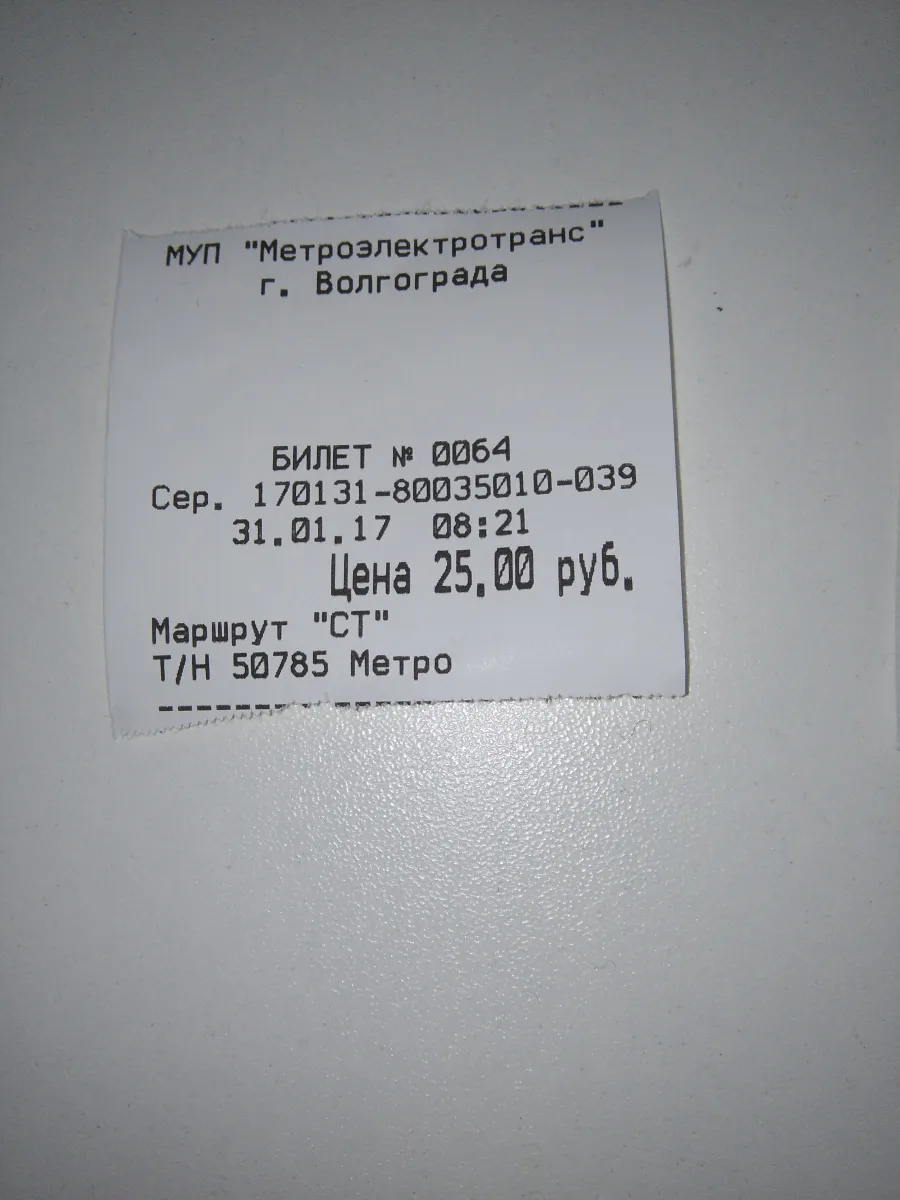 МУП "Метроэлектротранс"
г. Волгограда
БИЛЕТ № 0064
Сер. 170131-80035010-039
31.01.17 08:21
Цена 25.00 руб.
Маршрут "СТ"
Т/Н 50785 Метро